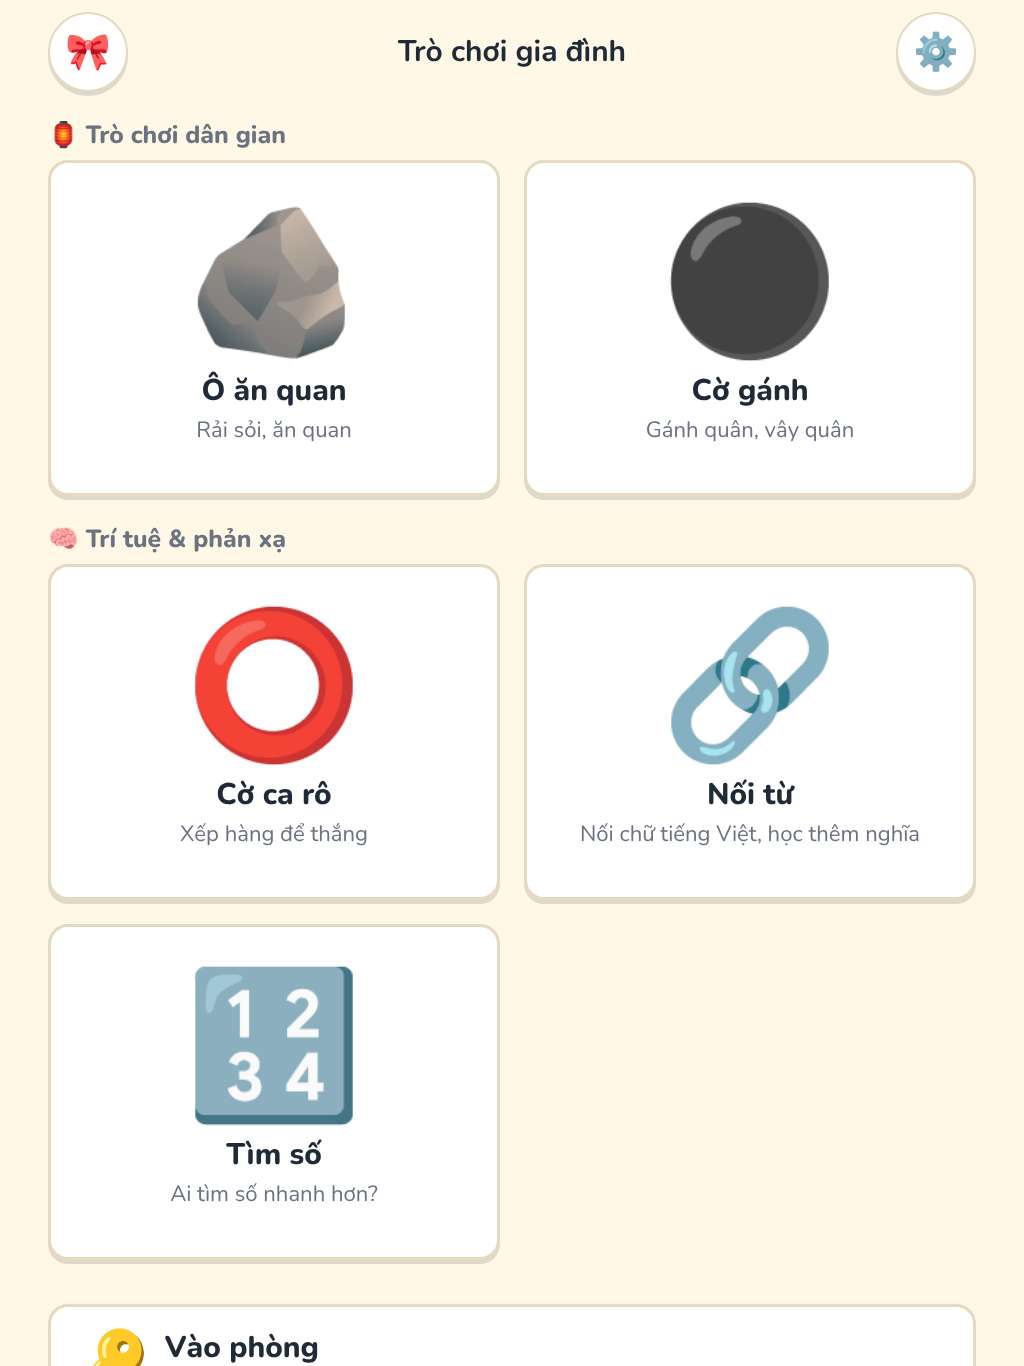 Trò chơi gia đình
Trò chơi dân gian
Ô ăn quan
Rải sỏi, ăn quan
Cờ gánh
Gánh quân, vây quân
Trí tuệ & phản xạ
Cờ ca rô
Xếp hàng để thắng
Nối từ
Nối chữ tiếng Việt, học thêm nghĩa
1 2
3 4
Tìm số
Ai tìm số nhanh hơn?
Vào phòng